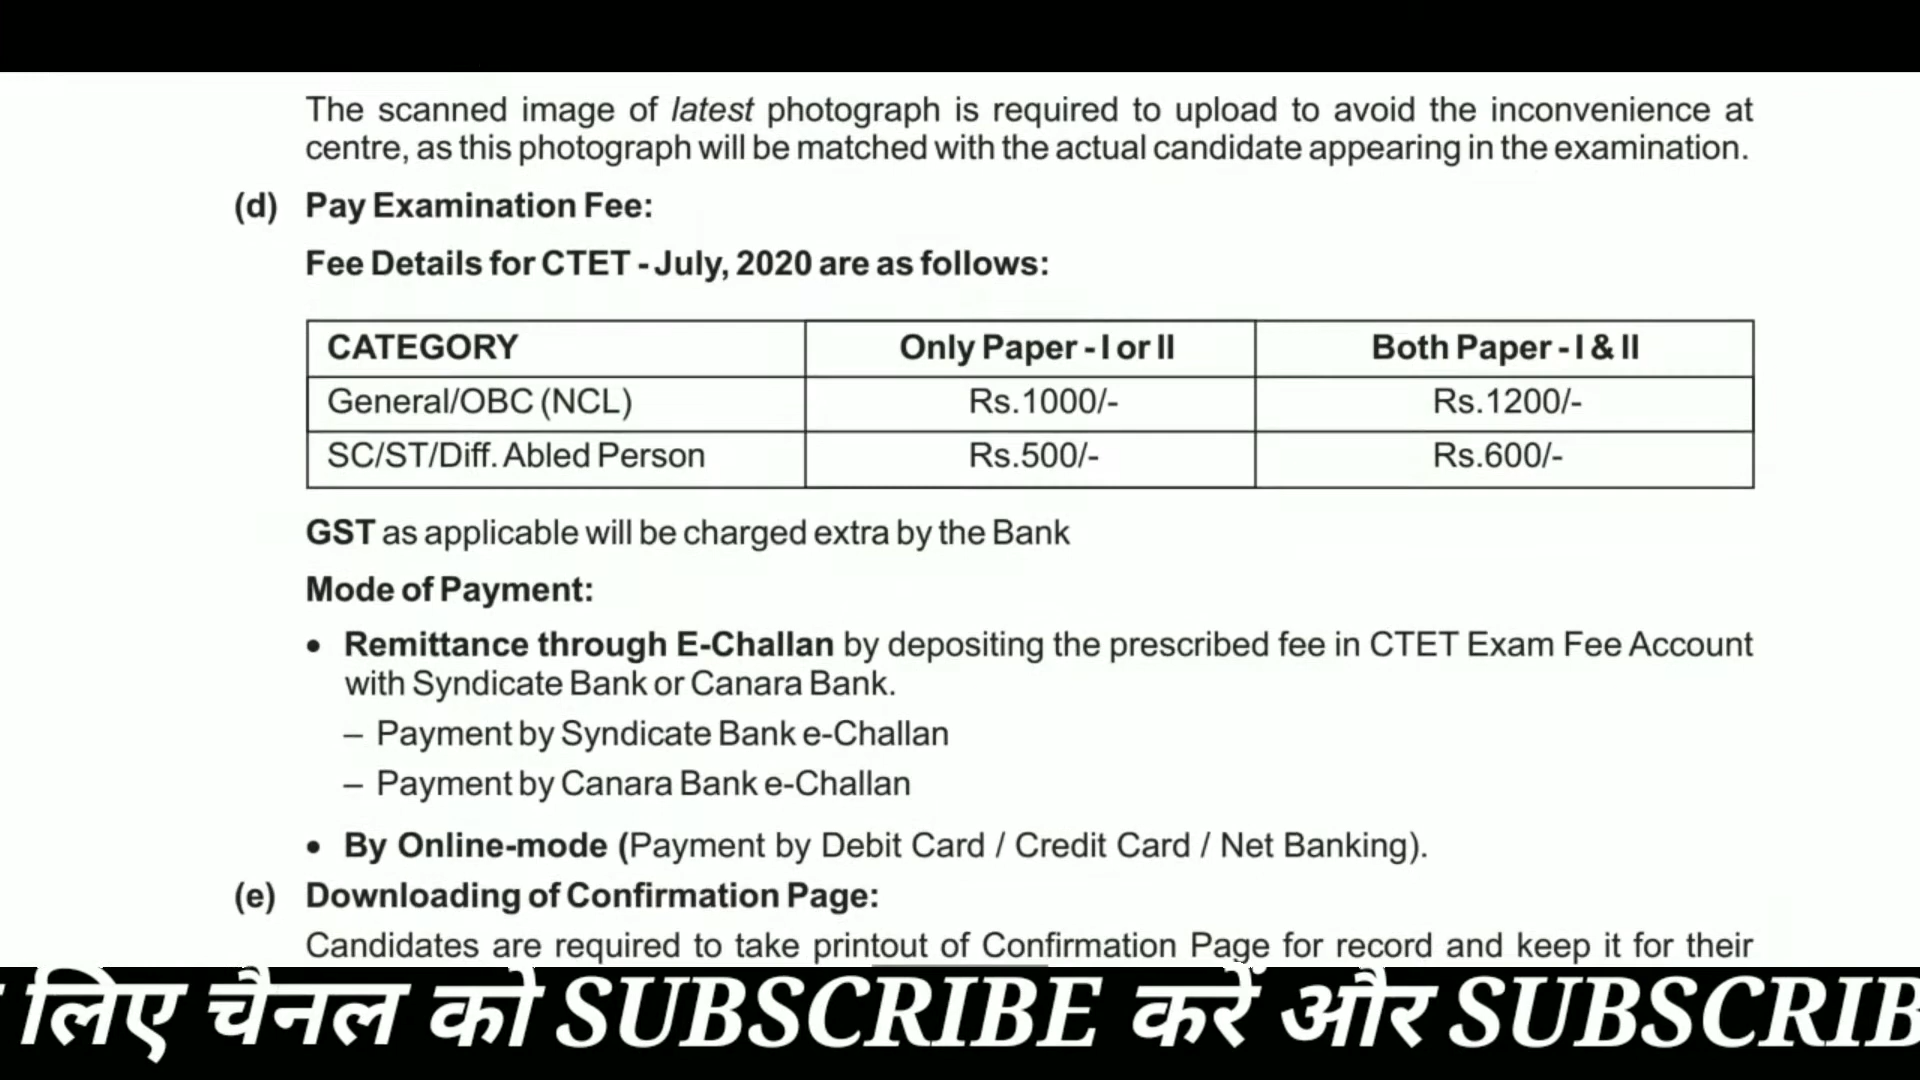 The scanned image of latest photograph is required to upload to avoid the inconvenience at
centre, as this photograph will be matched with the actual candidate appearing in the examination.
(d) Pay Examination Fee:
Fee Details for CTET - July, 2020 are as follows:
CATEGORY Only Paper - I or II Both Paper - I & II
General/OBC (NCL) Rs.1000/- Rs.1200/-
SC/ST/Diff. Abled Person Rs.500/- Rs.600/-
GST as applicable will be charged extra by the Bank
Mode of Payment:
• Remittance through E-Challan by depositing the prescribed fee in CTET Exam Fee Account
with Syndicate Bank or Canara Bank.
– Payment by Syndicate Bank e-Challan
– Payment by Canara Bank e-Challan
• By Online-mode (Payment by Debit Card / Credit Card / Net Banking).
(e) Downloading of Confirmation Page:
Candidates are required to take printout of Confirmation Page for record and keep it for their
लिए चैनल को SUBSCRIBE करें और SUBSCRIB